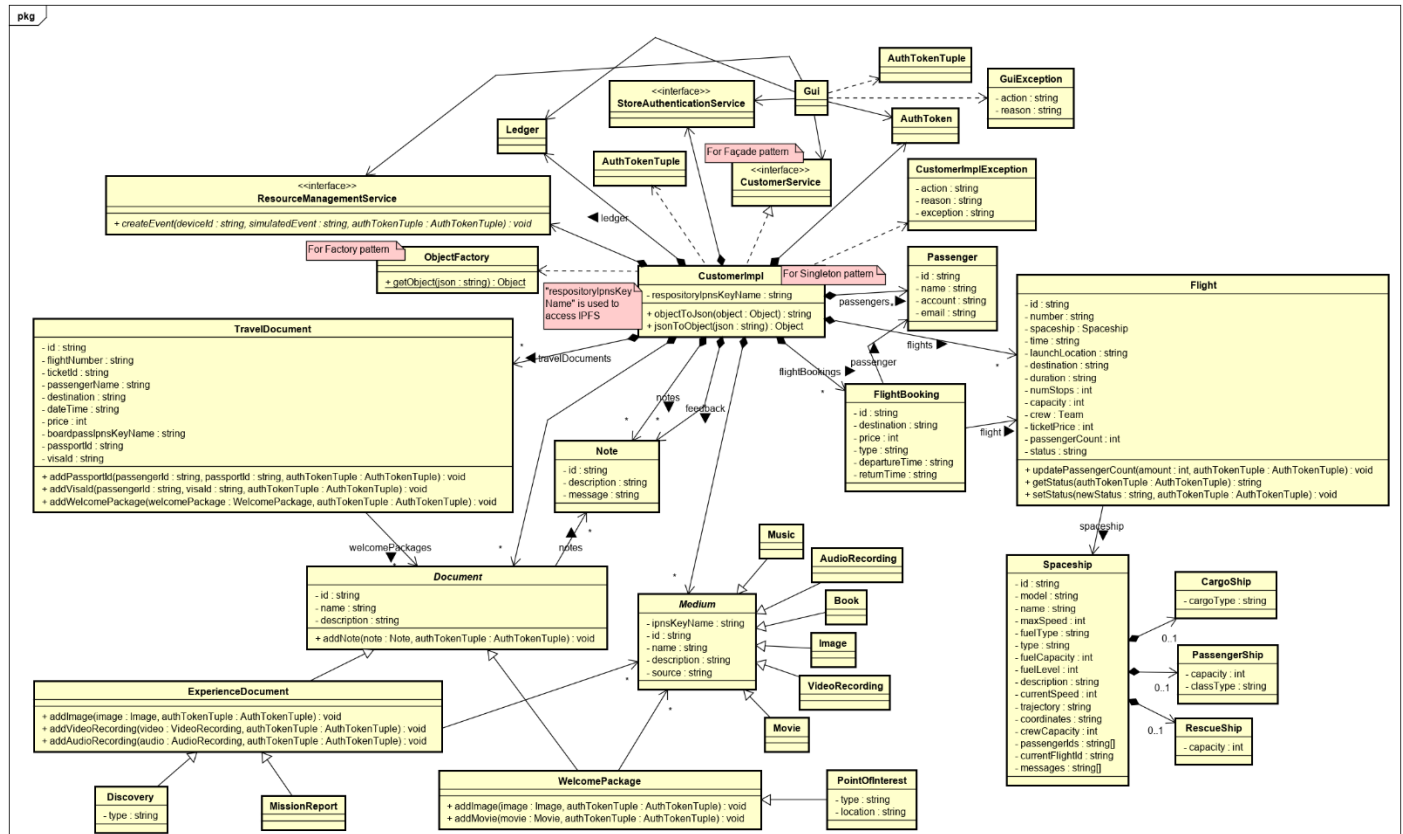 pkg
AuthTokenTuple
GuiException
- action : string
- reason : string
Gui
<<interface>>
StoreAuthenticationService
AuthToken
Ledger
For Façade pattern
<<interface>>
CustomerService
AuthTokenTuple
CustomerImplException
- action : string
- reason : string
- exception : string
<<interface>>
ResourceManagementService
+ createEvent(deviceId : string, simulatedEvent : string, authTokenTuple : AuthTokenTuple) : void
ledger
For Factory pattern
ObjectFactory
+ getObject(json : string) : Object
CustomerImpl
- respositoryIpnsKeyName : string
+ objectToJson(object : Object) : string
+ jsonToObject(json : string) : Object
For Singleton pattern
"respositoryIpnsKey
Name" is used to
access IPFS
Passenger
- id : string
- name : string
- account : string
- email : string
passengers
*
Flight
- id : string
- number : string
- spaceship : Spaceship
- time : string
- launchLocation : string
- destination : string
- duration : string
- numStops : int
- capacity : int
- crew : Team
- ticketPrice : int
- passengerCount : int
- status : string
+ updatePassengerCount(amount : int, authTokenTuple : AuthTokenTuple) : void
+ getStatus(authTokenTuple : AuthTokenTuple) : string
+ setStatus(newStatus : string, authTokenTuple : AuthTokenTuple) : void
flights
*
passenger
flightBookings
*
TravelDocument
- id : string
- flightNumber : string
- ticketId : string
- passengerName : string
- destination : string
- dateTime : string
- price : int
- boardpassIpnsKeyName : string
- passportId : string
- visaId : string
+ addPassportId(passengerId : string, passportId : string, authTokenTuple : AuthTokenTuple) : void
+ addVisaId(passengerId : string, visaId : string, authTokenTuple : AuthTokenTuple) : void
+ addWelcomePackage(welcomePackage : WelcomePackage, authTokenTuple : AuthTokenTuple) : void
*
travelDocuments
notes
*
feedback
*
FlightBooking
- id : string
- destination : string
- price : int
- type : string
- departureTime : string
- returnTime : string
flight
Note
- id : string
- description : string
- message : string
spaceship
welcomePackages
*
*
notes
*
Document
- id : string
- name : string
- description : string
+ addNote(note : Note, authTokenTuple : AuthTokenTuple) : void
Music
AudioRecording
Book
Image
VideoRecording
Movie
*
Medium
- ipnsKeyName : string
- id : string
- name : string
- description : string
- source : string
*
*
Spaceship
- id : string
- model : string
- name : string
- maxSpeed : int
- fuelType : string
- type : string
- fuelCapacity : int
- fuelLevel : int
- description : string
- currentSpeed : int
- trajectory : string
- coordinates : string
- crewCapacity : int
- passengerIds : string[]
- currentFlightId : string
- messages : string[]
CargoShip
- cargoType : string
0..1
PassengerShip
- capacity : int
- classType : string
0..1
RescueShip
- capacity : int
0..1
ExperienceDocument
+ addImage(image : Image, authTokenTuple : AuthTokenTuple) : void
+ addVideoRecording(video : VideoRecording, authTokenTuple : AuthTokenTuple) : void
+ addAudioRecording(audio : AudioRecording, authTokenTuple : AuthTokenTuple) : void
Discovery
- type : string
MissionReport
WelcomePackage
+ addImage(image : Image, authTokenTuple : AuthTokenTuple) : void
+ addMovie(movie : Movie, authTokenTuple : AuthTokenTuple) : void
PointOfInterest
- type : string
- location : string